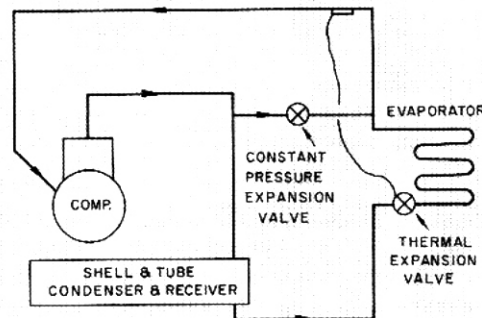 EVAPORATOR
CONSTANT
PRESSURE
EXPANSION
VALVE
COMP.
THERMAL
EXPANSION
VALVE
SHELL & TUBE
CONDENSER & RECEIVER